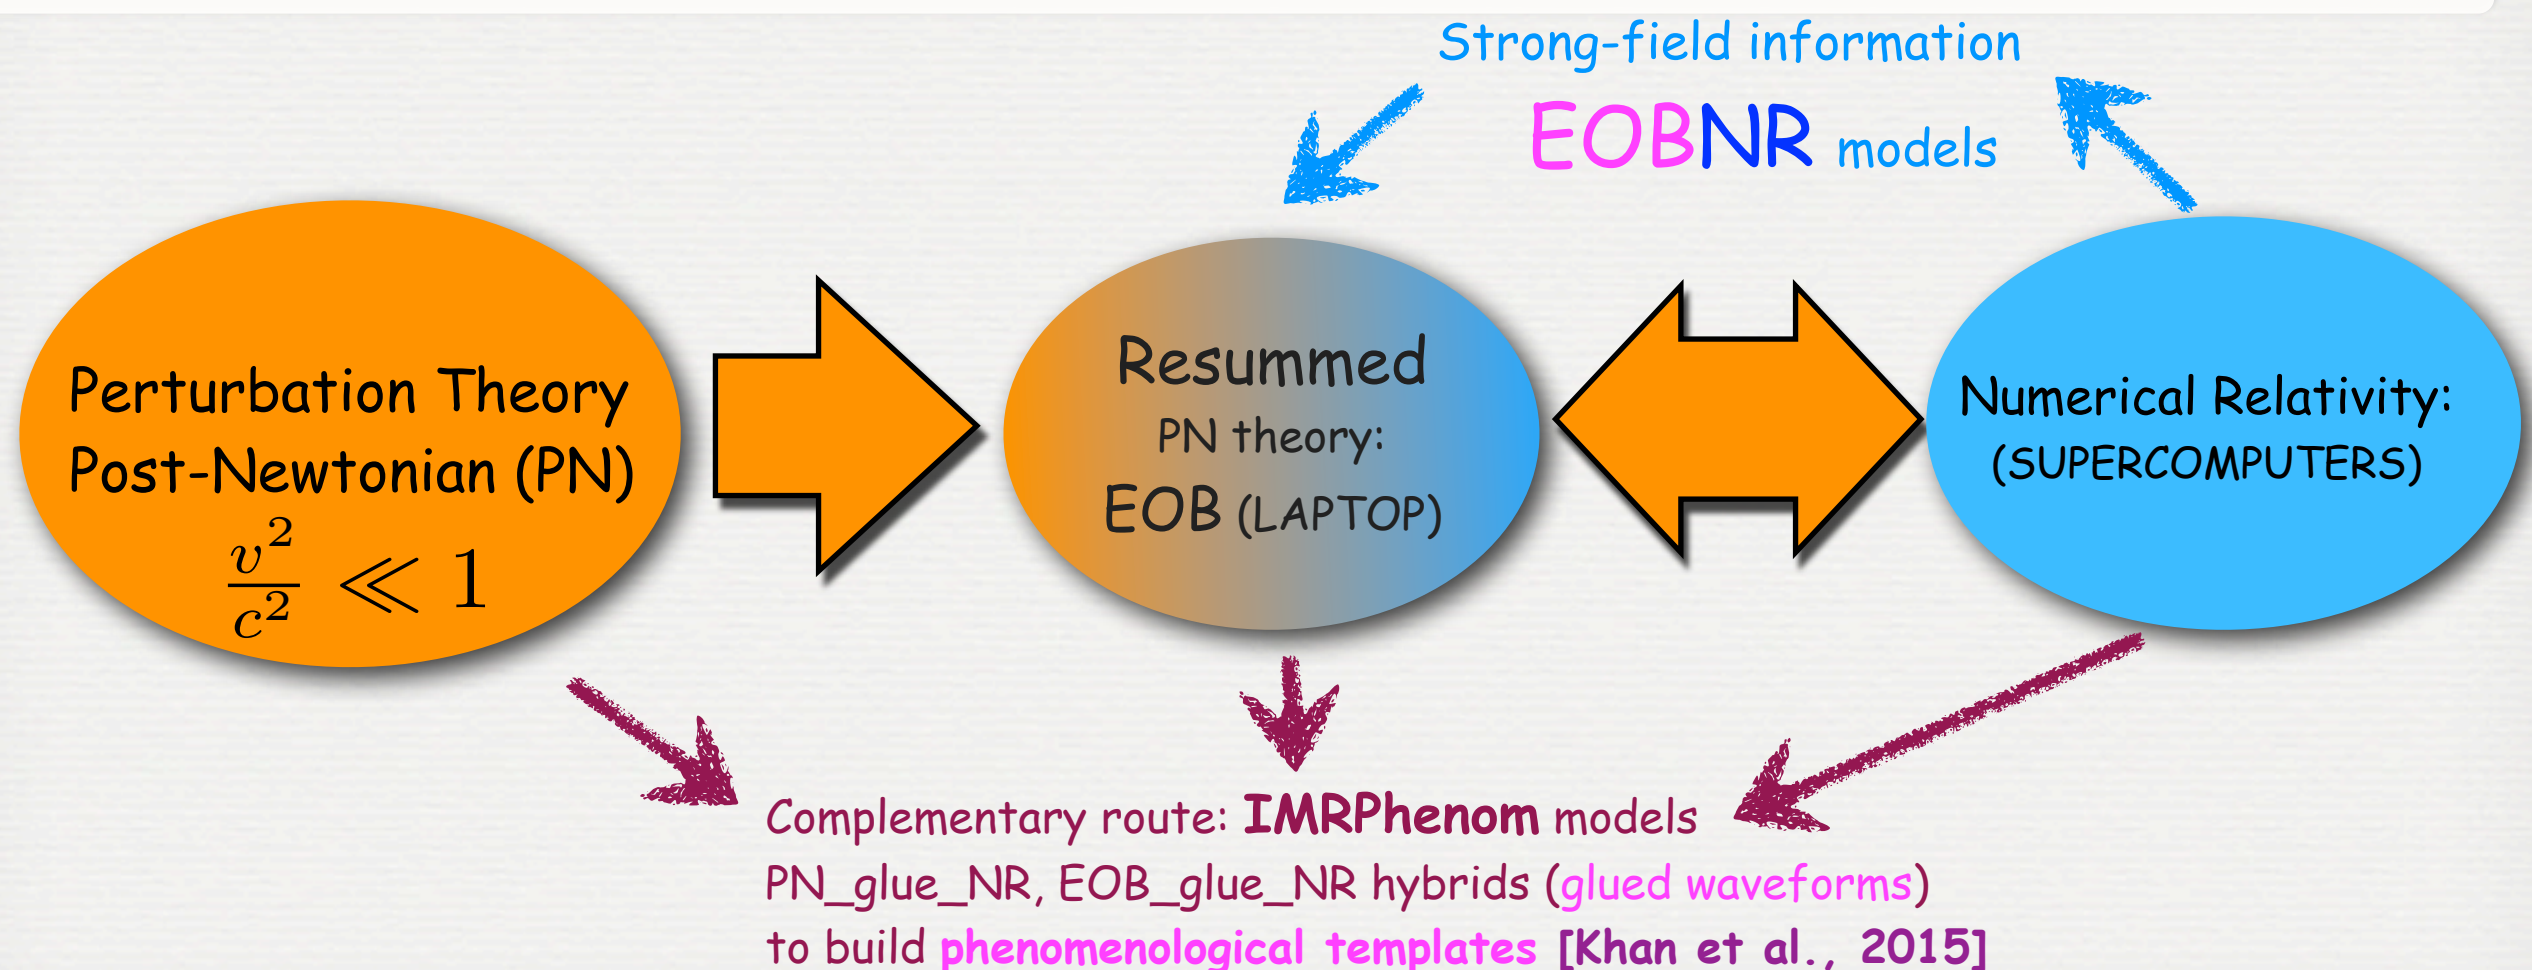 Strong-field information
EOBNR models
Perturbation Theory
Post-Newtonian (PN)
v²/c² ≪ 1
Resummed
PN theory:
EOB (LAPTOP)
Numerical Relativity:
(SUPERCOMPUTERS)
Complementary route: IMRPhenom models
PN_glue_NR, EOB_glue_NR hybrids (glued waveforms)
to build phenomenological templates [Khan et al., 2015]